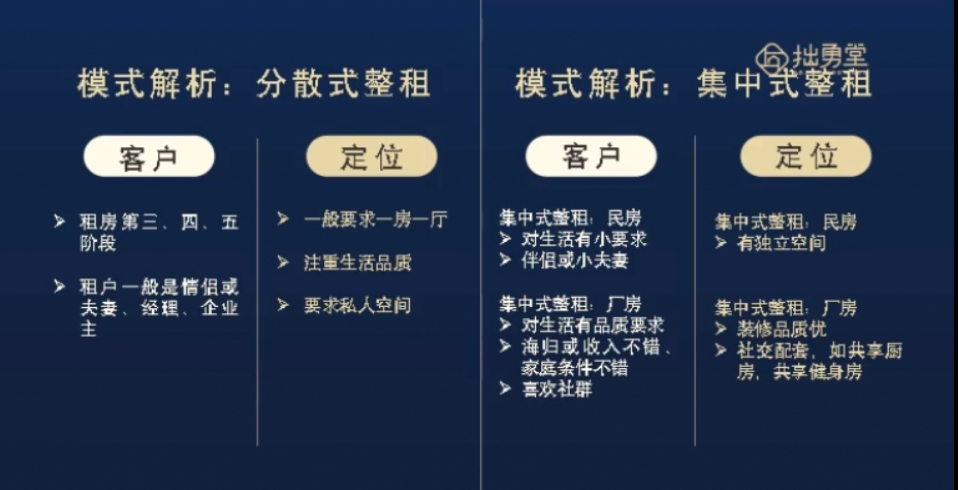 模式解析：分散式整租
客户
➢ 租房第三、四、五
阶段
➢ 租户一般是情侣或
夫妻、经理、企业
主
定位
➢ 一般要求一房一厅
➢ 注重生活品质
➢ 要求私人空间
拙勇堂
模式解析：集中式整租
客户
集中式整租：民房
➢ 对生活有小要求
➢ 伴侣或小夫妻
集中式整租：厂房
➢ 对生活有品质要求
➢ 海归或收入不错、
家庭条件不错
➢ 喜欢社群
定位
集中式整租：民房
➢ 有独立空间
集中式整租：厂房
➢ 装修品质优
➢ 社交配套，如共享厨
房，共享健身房